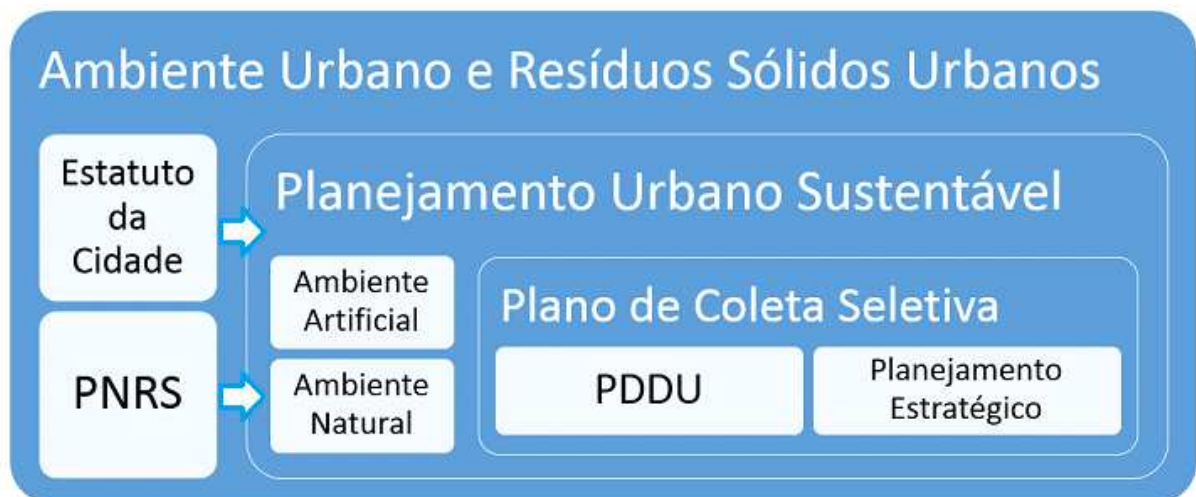 Ambiente Urbano e Resíduos Sólidos Urbanos
Estatuto
da
Cidade
PNRS
Planejamento Urbano Sustentável
Ambiente
Artificial
Ambiente
Natural
Plano de Coleta Seletiva
PDDU
Planejamento
Estratégico